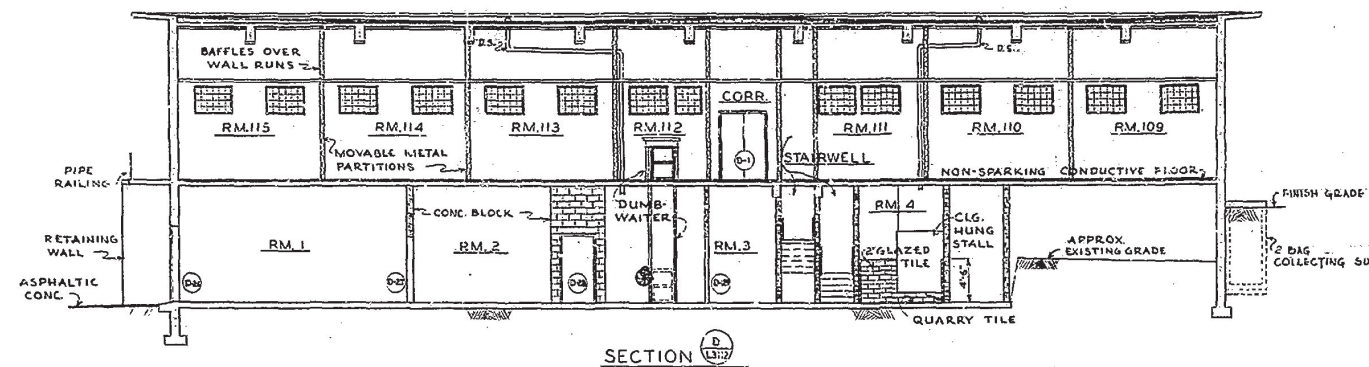 BAFFLES OVER
WALL RUNS
D.S.
D.S.
CORR.
RM.115
RM.114
RM.113
RM.112
RM.111
RM.110
RM.109
MOVABLE METAL
PARTITIONS
D-1
STAIRWELL
NON-SPARKING CONDUCTIVE FLOOR
PIPE
RAILING
FINISH GRADE
CONC. BLOCK
DUMB-
WAITER
RM. 4
CLG.
HUNG
STALL
RETAINING
WALL
RM. 1
RM. 2
RM. 3
2" GLAZED
TILE
APPROX.
EXISTING GRADE
2 BAG
COLLECTING SU
ASPHALTIC
CONC.
4'-6"
QUARRY TILE
SECTION
D